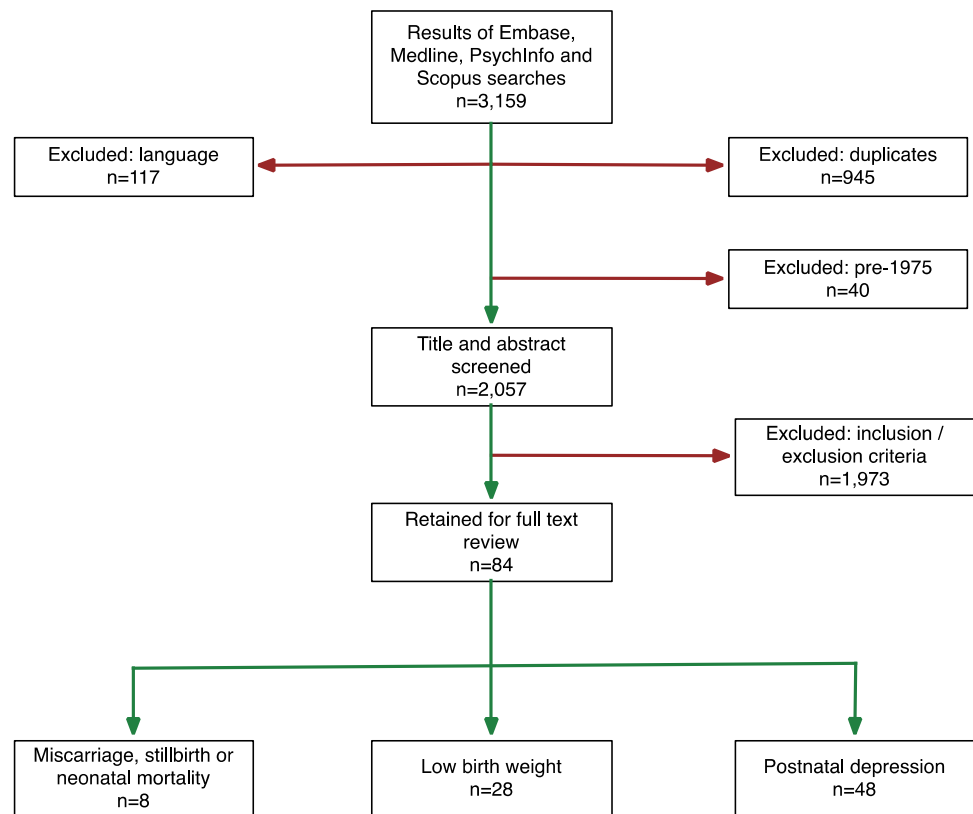 Results of Embase,
Medline, PsychInfo and
Scopus searches
n=3,159
Excluded: language
n=117
Excluded: duplicates
n=945
Excluded: pre-1975
n=40
Title and abstract
screened
n=2,057
Excluded: inclusion /
exclusion criteria
n=1,973
Retained for full text
review
n=84
Miscarriage, stillbirth or
neonatal mortality
n=8
Low birth weight
n=28
Postnatal depression
n=48